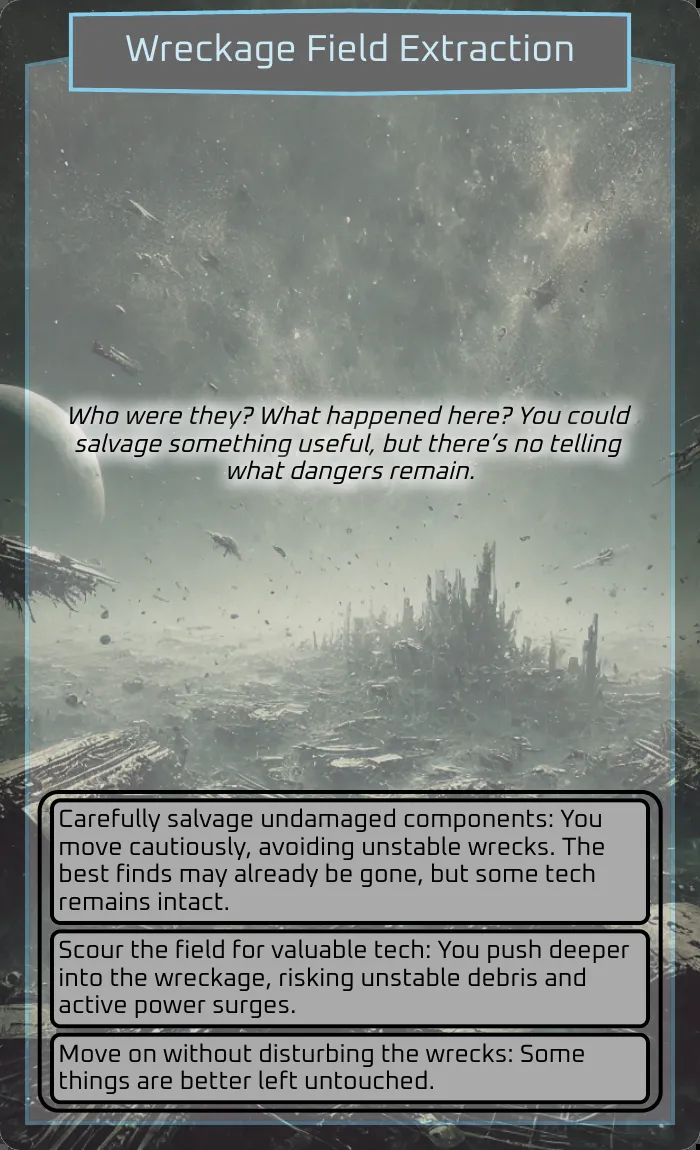 Wreckage Field Extraction
Who were they? What happened here? You could
salvage something useful, but there's no telling
what dangers remain.
Carefully salvage undamaged components: You
move cautiously, avoiding unstable wrecks. The
best finds may already be gone, but some tech
remains intact.
Scour the field for valuable tech: You push deeper
into the wreckage, risking unstable debris and
active power surges.
Move on without disturbing the wrecks: Some
things are better left untouched.